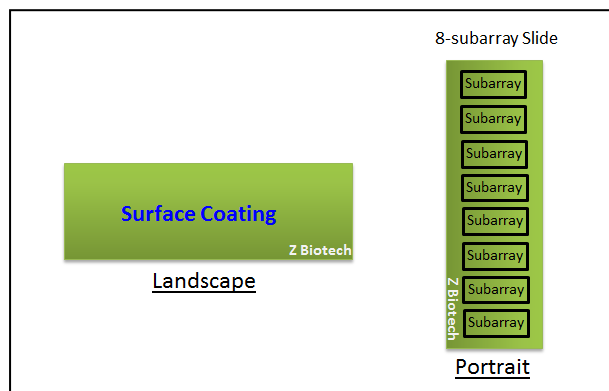 8-subarray Slide
Subarray
Subarray
Subarray
Subarray
Subarray
Subarray
Subarray
Subarray
Z Biotech
Portrait
Surface Coating
Z Biotech
Landscape